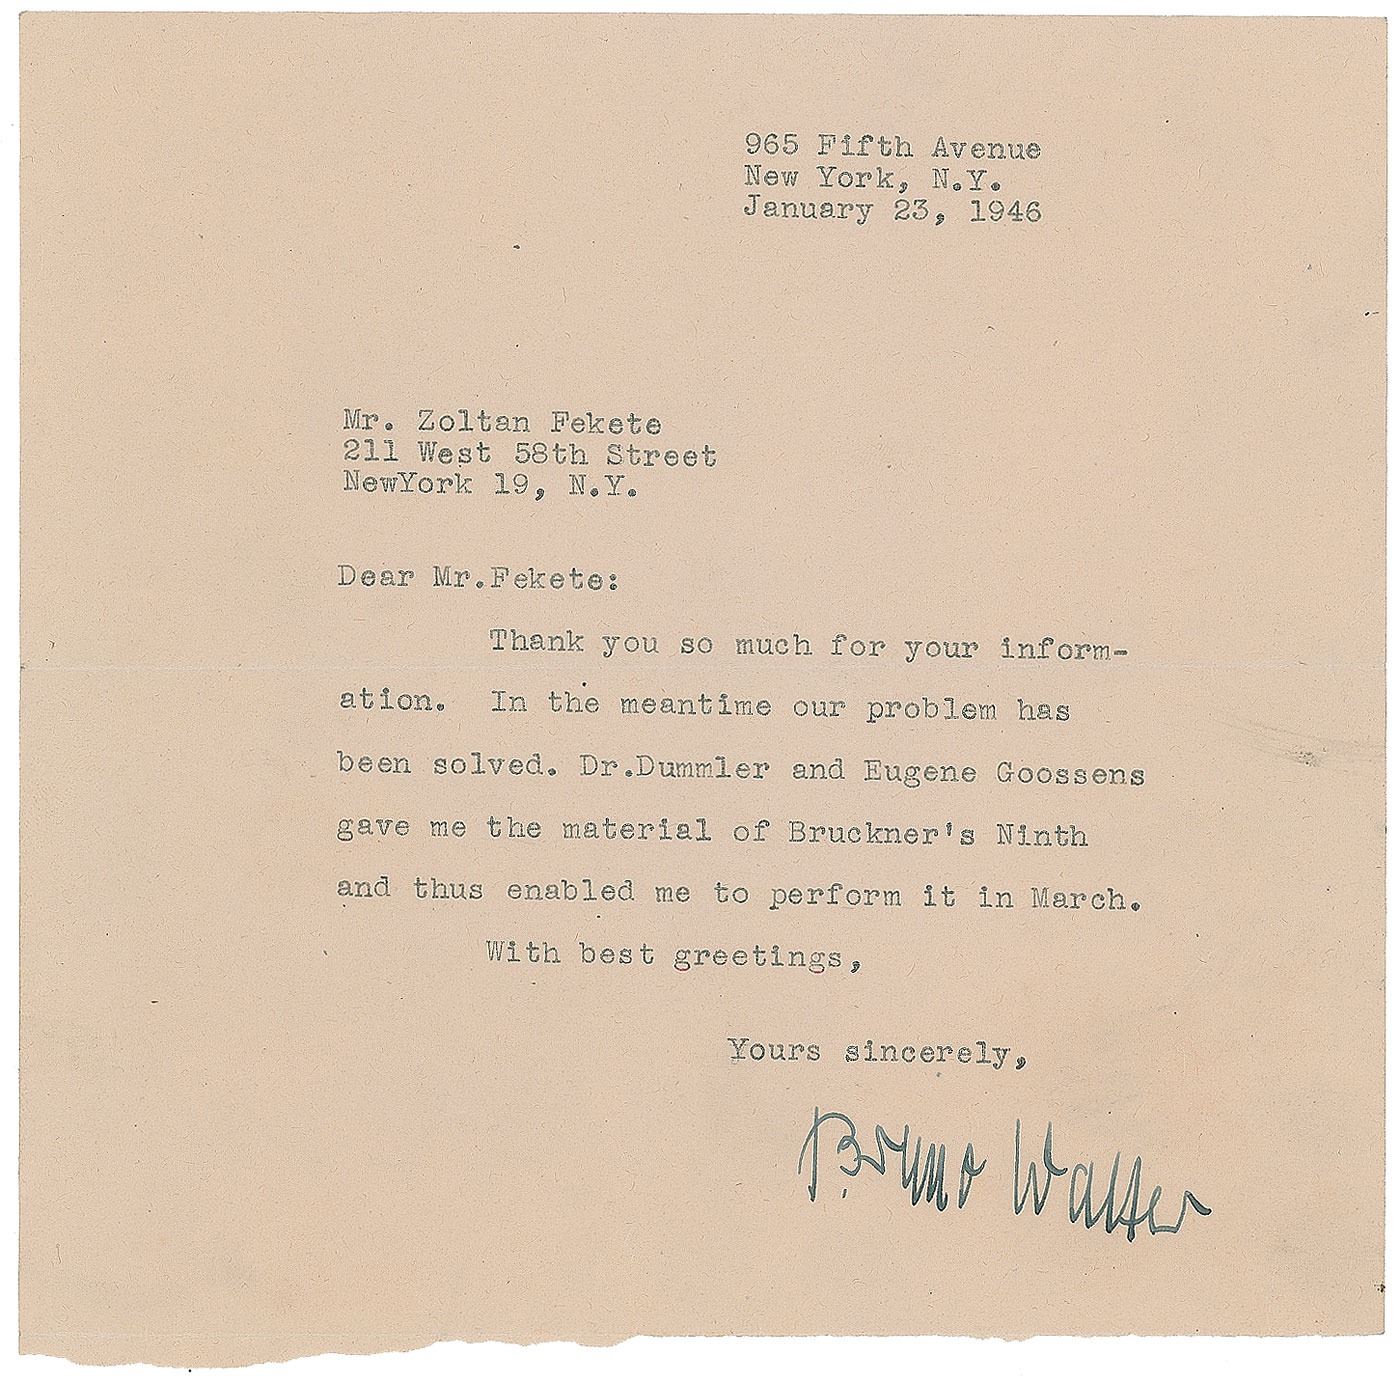 965 Fifth Avenue
New York, N.Y.
January 23, 1946
Mr. Zoltan Fekete
211 West 58th Street
NewYork 19, N.Y.
Dear Mr.Fekete:
Thank you so much for your inform-
ation. In the meantime our problem has
been solved. Dr.Dummler and Eugene Goossens
gave me the material of Bruckner's Ninth
and thus enabled me to perform it in March.
With best greetings,
Yours sincerely,
Bruno Walter